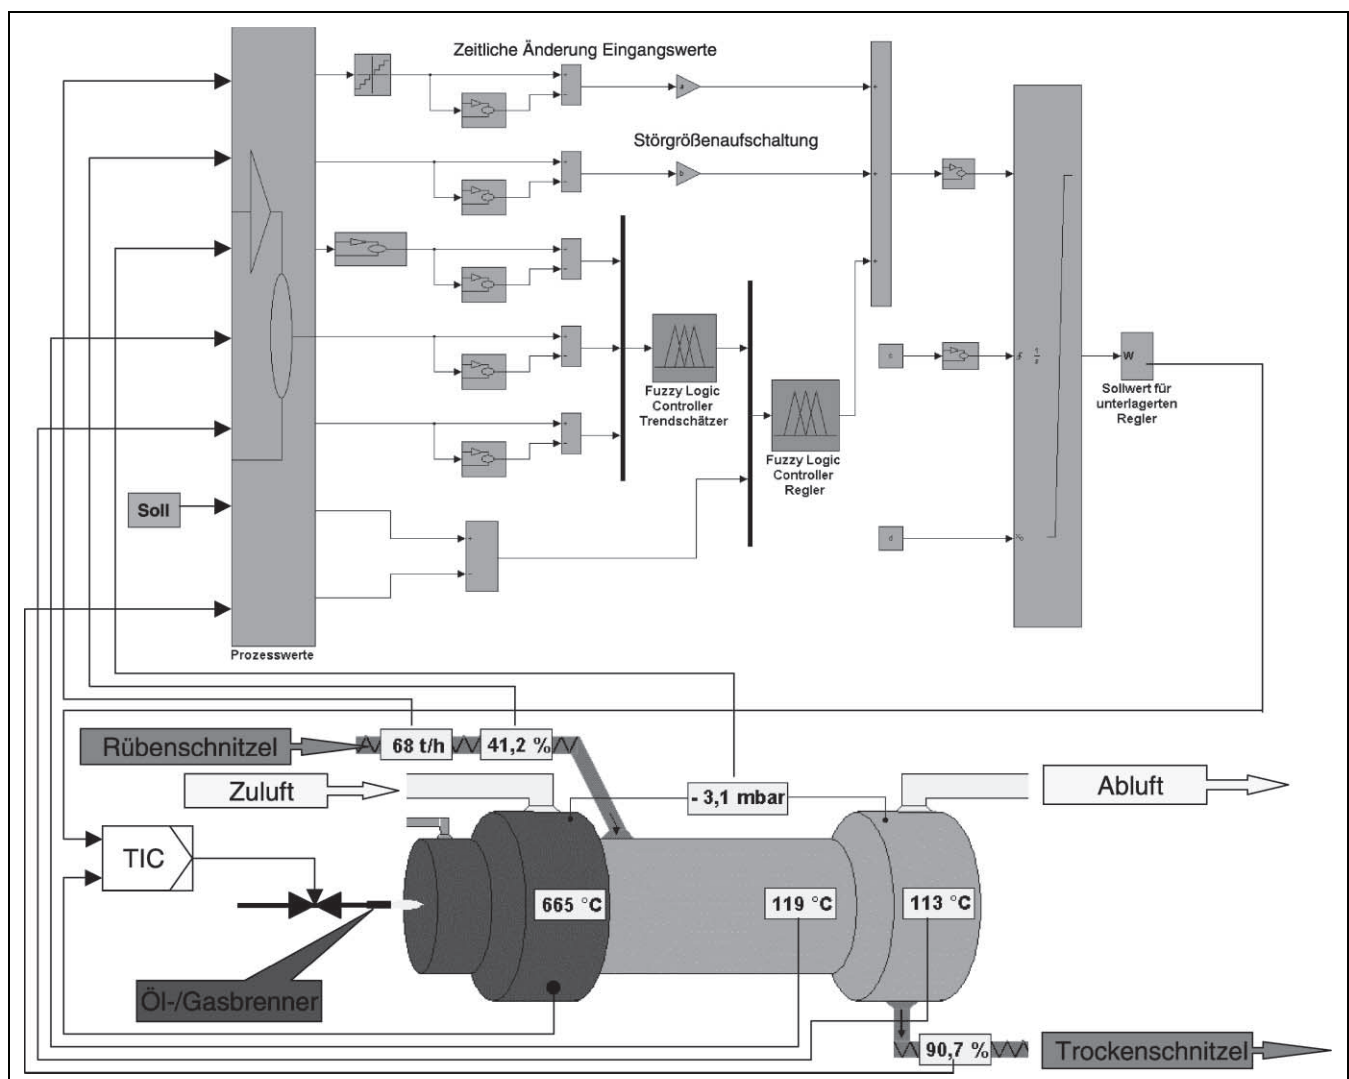 Zeitliche Änderung Eingangswerte
a
Störgrößenaufschaltung
b
Fuzzy Logic
Controller
Trendschätzer
Fuzzy Logic
Controller
Regler
c
d
W
Sollwert für
unterlagerten
Regler
Soll
Prozesswerte
Rübenschnitzel
68 t/h
41,2 %
Zuluft
- 3,1 mbar
Abluft
TIC
665 °C
119 °C
113 °C
Öl-/Gasbrenner
90,7 %
Trockenschnitzel